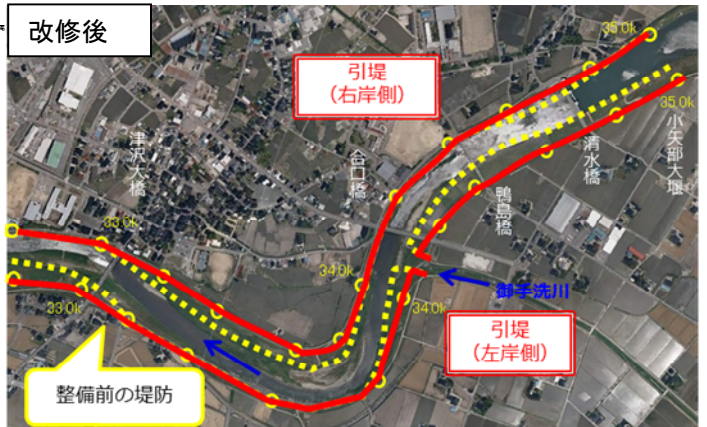 改修後
35.0k
引堤
（右岸側）
35.0k
小矢部大堰
清水橋
津沢大橋
合口橋
鴨島橋
33.0k
34.0k
御手洗川
33.0k
34.0k
引堤
（左岸側）
整備前の堤防